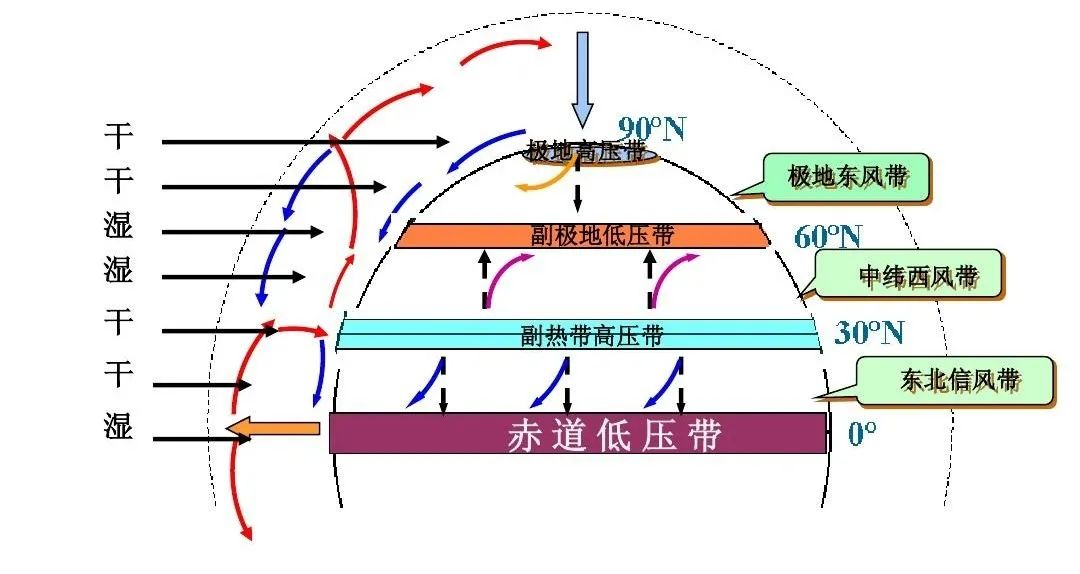 干
90°N
极地高压带
干
极地东风带
湿
副极地低压带
60°N
湿
中纬西风带
干
副热带高压带
30°N
干
东北信风带
湿
赤道低压带
0°